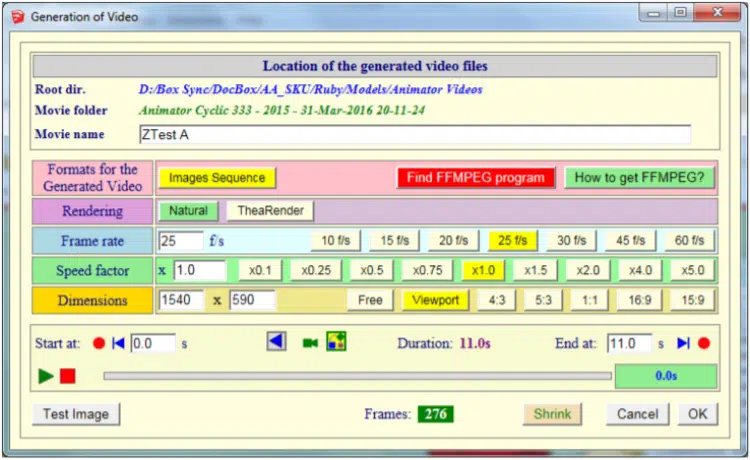 Generation of Video
Location of the generated video files
Root dir. D:/Box Sync/DocBox/AA_SKU/Ruby/Models/Animator Videos
Movie folder Animator Cyclic 333 - 2015 - 31-Mar-2016 20-11-24
Movie name ZTest A
Formats for the Generated Video Images Sequence Find FFMPEG program How to get FFMPEG?
Rendering Natural TheaRender
Frame rate 25 f/s 10 f/s 15 f/s 20 f/s 25 f/s 30 f/s 45 f/s 60 f/s
Speed factor x 1.0 x0.1 x0.25 x0.5 x0.75 x1.0 x1.5 x2.0 x4.0 x5.0
Dimensions 1540 x 590 Free Viewport 4:3 5:3 1:1 16:9 15:9
Start at: 0.0 s Duration: 11.0s End at: 11.0 s
0.0s
Test Image Frames: 276 Shrink Cancel OK